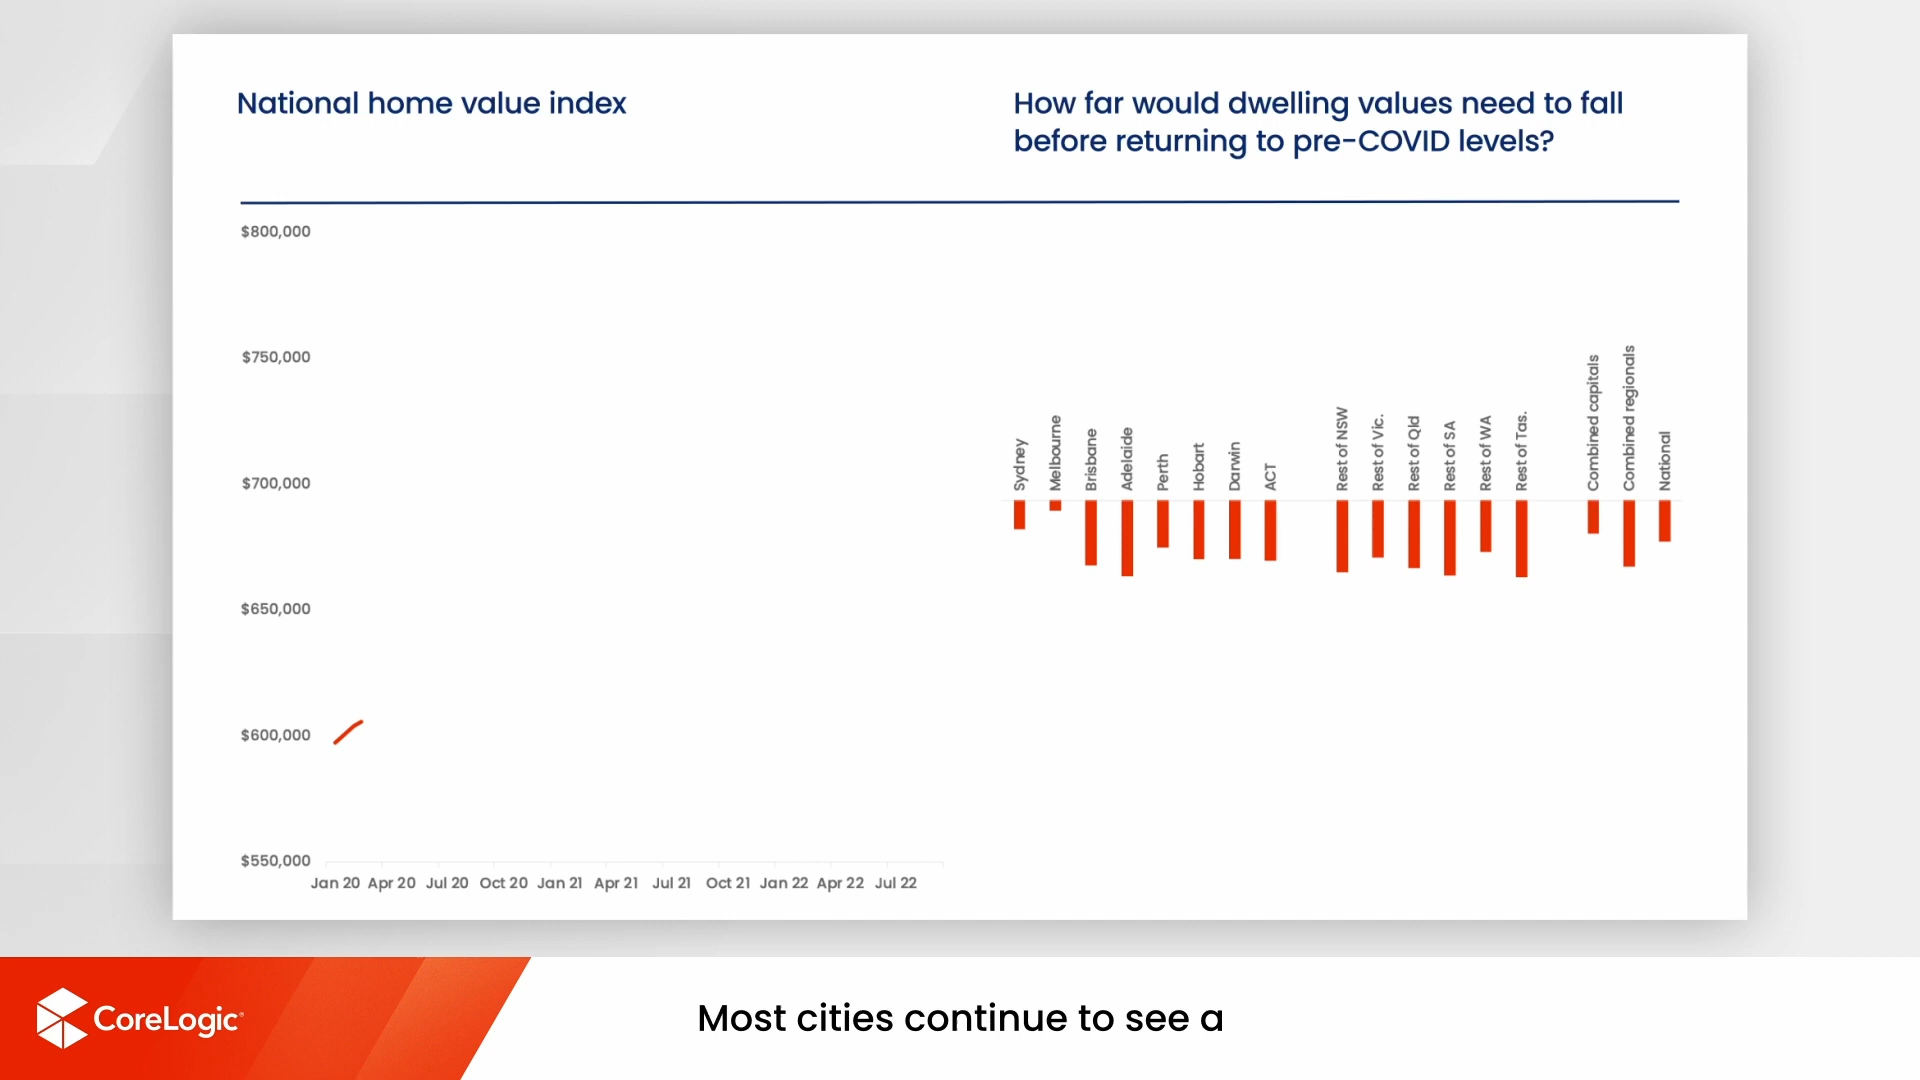 National home value index
How far would dwelling values need to fall
before returning to pre-COVID levels?
$800,000
$750,000
$700,000
$650,000
$600,000
$550,000
Jan 20 Apr 20 Jul 20 Oct 20 Jan 21 Apr 21 Jul 21 Oct 21 Jan 22 Apr 22 Jul 22
Sydney
Melbourne
Brisbane
Adelaide
Perth
Hobart
Darwin
ACT
Rest of NSW
Rest of Vic.
Rest of Qld
Rest of SA
Rest of WA
Rest of Tas.
Combined capitals
Combined regionals
National
CoreLogic
Most cities continue to see a